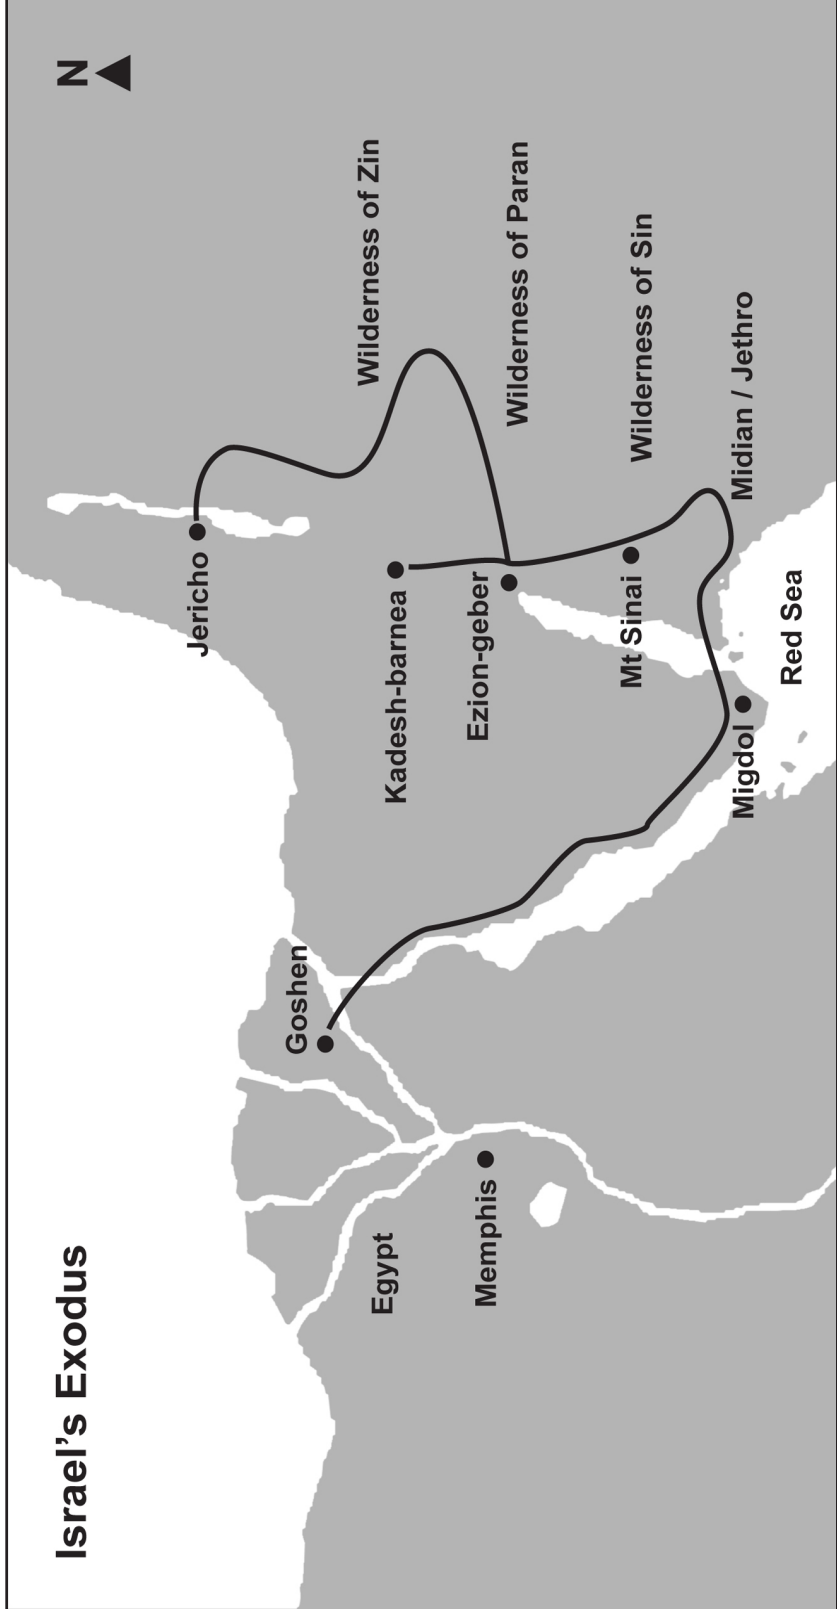 Israel’s Exodus
N
Jericho
Goshen
Wilderness of Zin
Kadesh-barnea
Egypt
Ezion-geber
Wilderness of Paran
Memphis
Mt Sinai
Wilderness of Sin
Migdol
Midian / Jethro
Red Sea